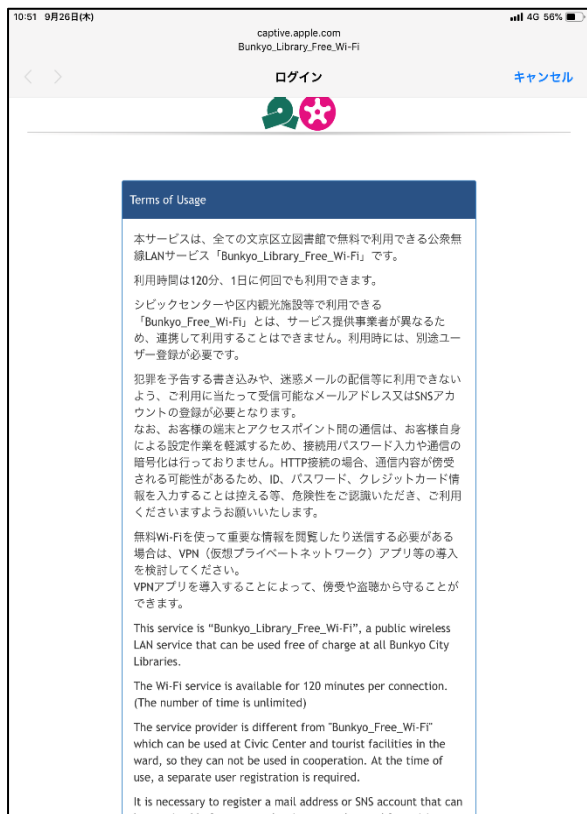 10:51 9月26日(木)
4G 56%
captive.apple.com
Bunkyo_Library_Free_Wi-Fi
ログイン
キャンセル
Terms of Usage
本サービスは、全ての文京区立図書館で無料で利用できる公衆無
線LANサービス「Bunkyo_Library_Free_Wi-Fi」です。
利用時間は120分、1日に何回でも利用できます。
シビックセンターや区内観光施設等で利用できる
「Bunkyo_Free_Wi-Fi」とは、サービス提供事業者が異なるた
め、連携して利用することはできません。利用時には、別途ユー
ザー登録が必要です。
犯罪を予告する書き込みや、迷惑メールの配信等に利用できない
よう、ご利用に当たって受信可能なメールアドレス又はSNSアカ
ウントの登録が必要となります。
なお、お客様の端末とアクセスポイント間の通信は、お客様自身
による設定作業を軽減するため、接続用パスワード入力や通信の
暗号化は行っておりません。HTTP接続の場合、通信内容が傍受
される可能性があるため、ID、パスワード、クレジットカード情
報を入力することは控える等、危険性をご認識いただき、ご利用
くださいますようお願いいたします。
無料Wi-Fiを使って重要な情報を閲覧したり送信する必要がある
場合は、VPN（仮想プライベートネットワーク）アプリ等の導入
を検討してください。
VPNアプリを導入することによって、傍受や盗聴から守ることが
できます。
This service is “Bunkyo_Library_Free_Wi-Fi”, a public wireless
LAN service that can be used free of charge at all Bunkyo City
Libraries.
The Wi-Fi service is available for 120 minutes per connection.
(The number of time is unlimited)
The service provider is different from "Bunkyo_Free_Wi-Fi"
which can be used at Civic Center and tourist facilities in the
ward, so they can not be used in cooperation. At the time of
use, a separate user registration is required.
It is necessary to register a mail address or SNS account that can